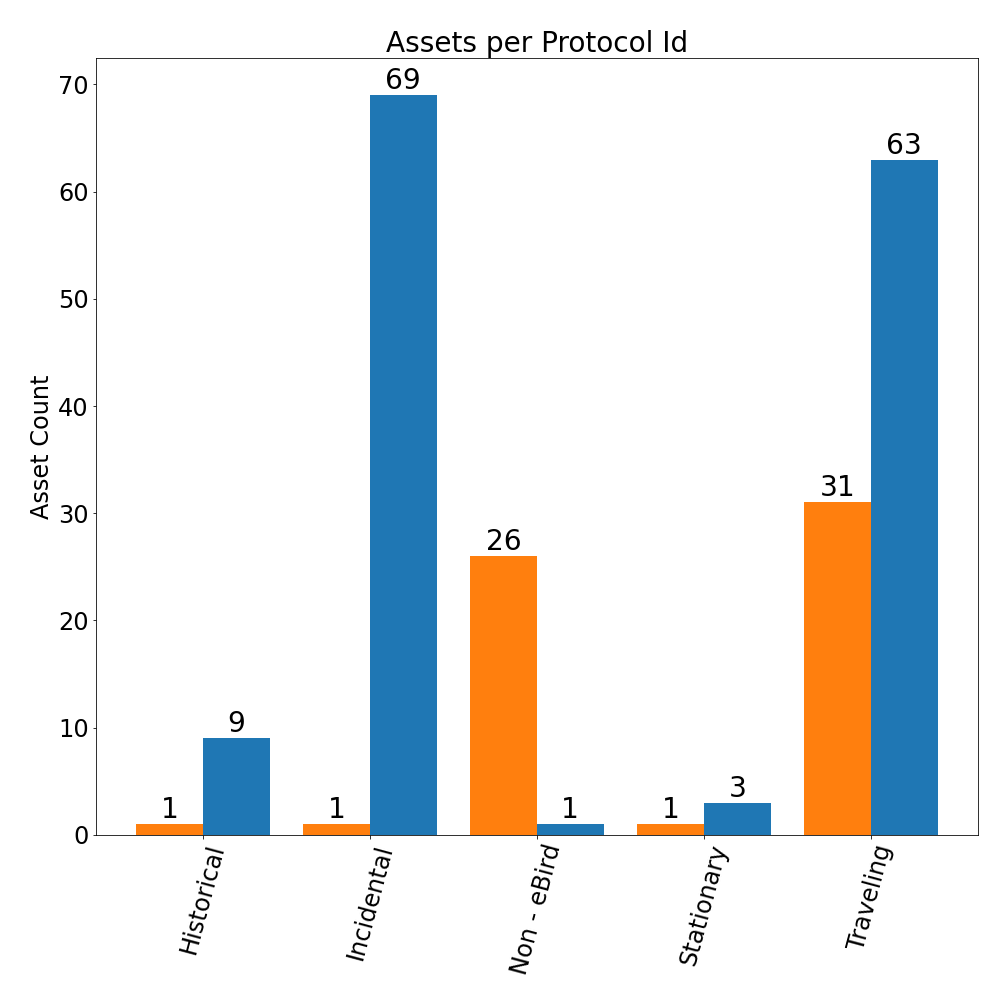 Assets per Protocol Id
Asset Count
70
60
50
40
30
20
10
0
1
9
1
69
26
1
1
3
31
63
Historical
Incidental
Non - eBird
Stationary
Traveling